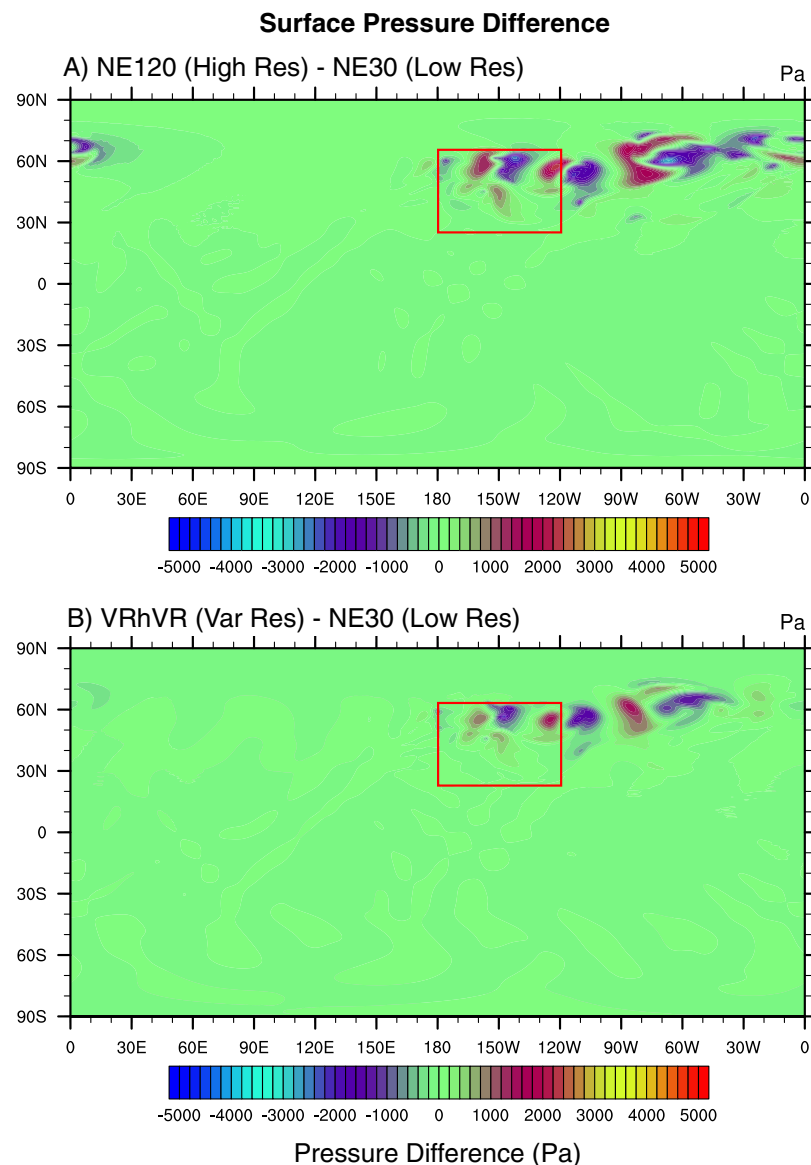 Surface Pressure Difference
A) NE120 (High Res) - NE30 (Low Res)
Pa
90N
60N
30N
0
30S
60S
90S
0 30E 60E 90E 120E 150E 180 150W 120W 90W 60W 30W 0
-5000 -4000 -3000 -2000 -1000 0 1000 2000 3000 4000 5000
B) VRhVR (Var Res) - NE30 (Low Res)
Pa
90N
60N
30N
0
30S
60S
90S
0 30E 60E 90E 120E 150E 180 150W 120W 90W 60W 30W 0
-5000 -4000 -3000 -2000 -1000 0 1000 2000 3000 4000 5000
Pressure Difference (Pa)